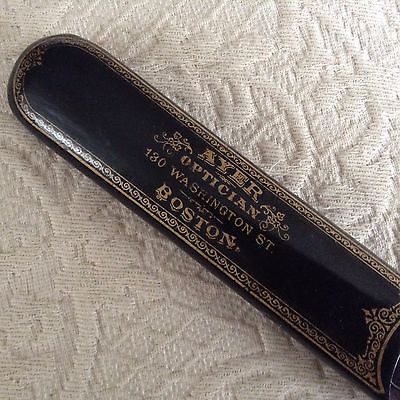 AYER
OPTICIAN
130 WASHINGTON ST.
BOSTON.